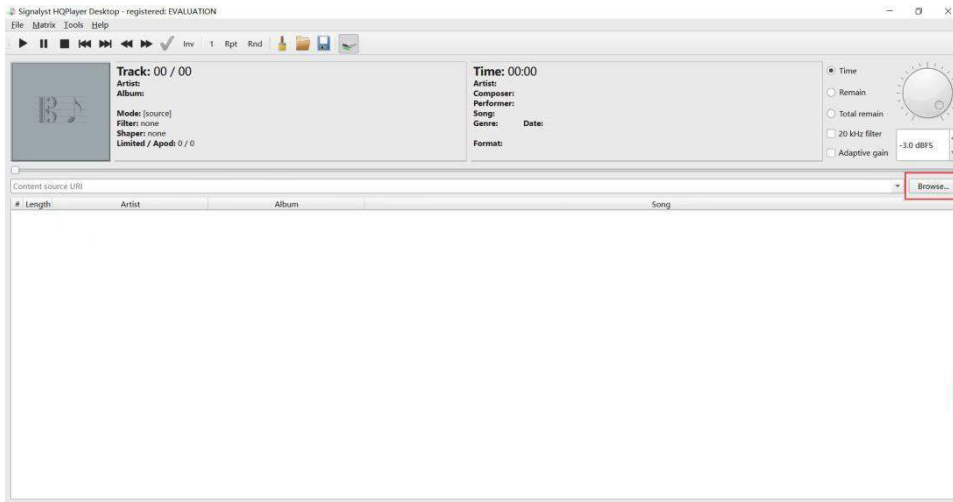 Signalyst HQPlayer Desktop - registered: EVALUATION
File Matrix Tools Help
Inv 1 Rpt Rnd
Track: 00 / 00
Artist:
Album:
Mode: [source]
Filter: none
Shaper: none
Limited / Apod: 0 / 0
Time: 00:00
Artist:
Composer:
Performer:
Song:
Genre: Date:
Format:
Time
Remain
Total remain
20 kHz filter
Adaptive gain
-3.0 dBFS
Content source URI
Browse...
# Length Artist Album Song